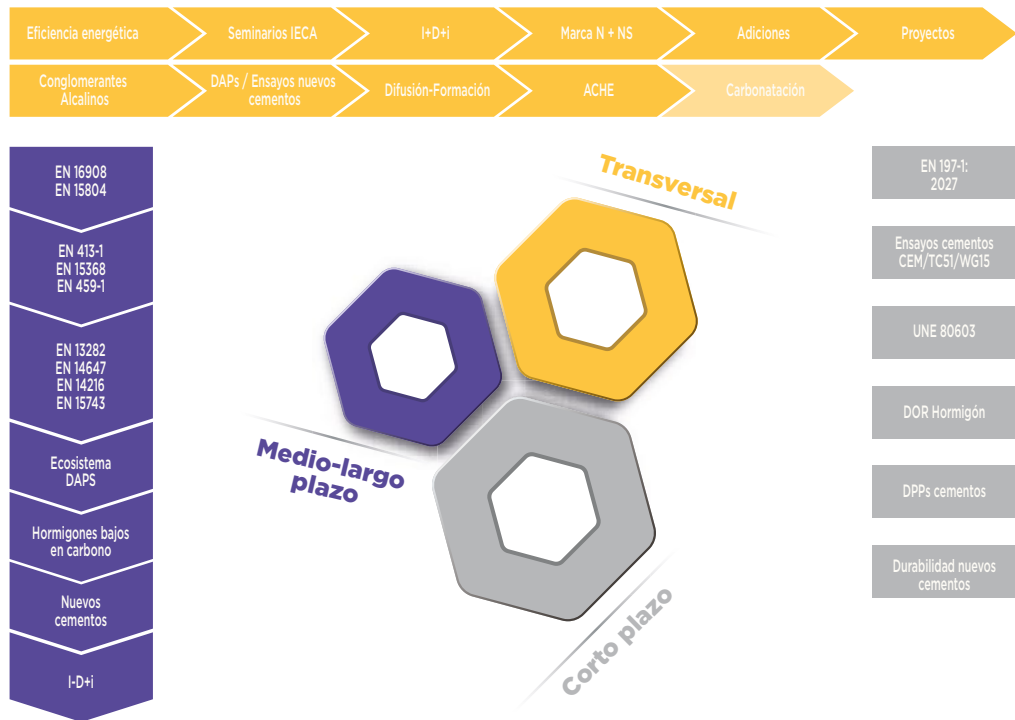 Eficiencia energética
Seminarios IECA
I+D+i
Marca N + NS
Adiciones
Proyectos
Conglomerantes
Alcalinos
DAPs / Ensayos nuevos
cementos
Difusión-Formación
ACHE
Carbonatación
EN 16908
EN 15804
EN 413-1
EN 15368
EN 459-1
EN 13282
EN 14647
EN 14216
EN 15743
Ecosistema
DAPS
Hormigones bajos
en carbono
Nuevos
cementos
I-D+i
Transversal
Medio-largo
plazo
Corto plazo
EN 197-1:
2027
Ensayos cementos
CEM/TC51/WG15
UNE 80603
DOR Hormigón
DPPs cementos
Durabilidad nuevos
cementos